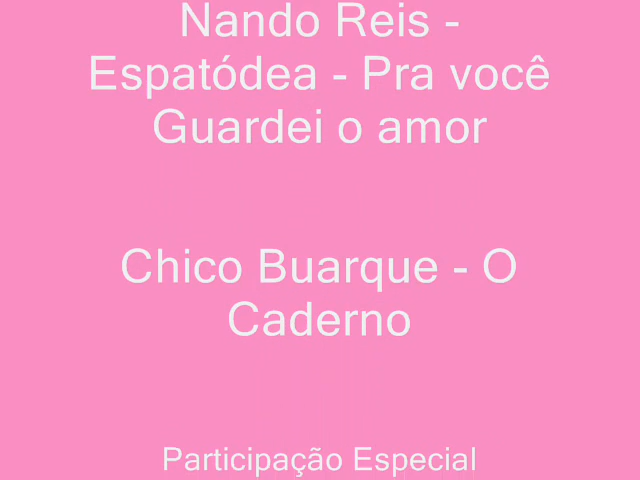 Nando Reis -
Espatódea - Pra você
Guardei o amor
Chico Buarque - O
Caderno
Participação Especial